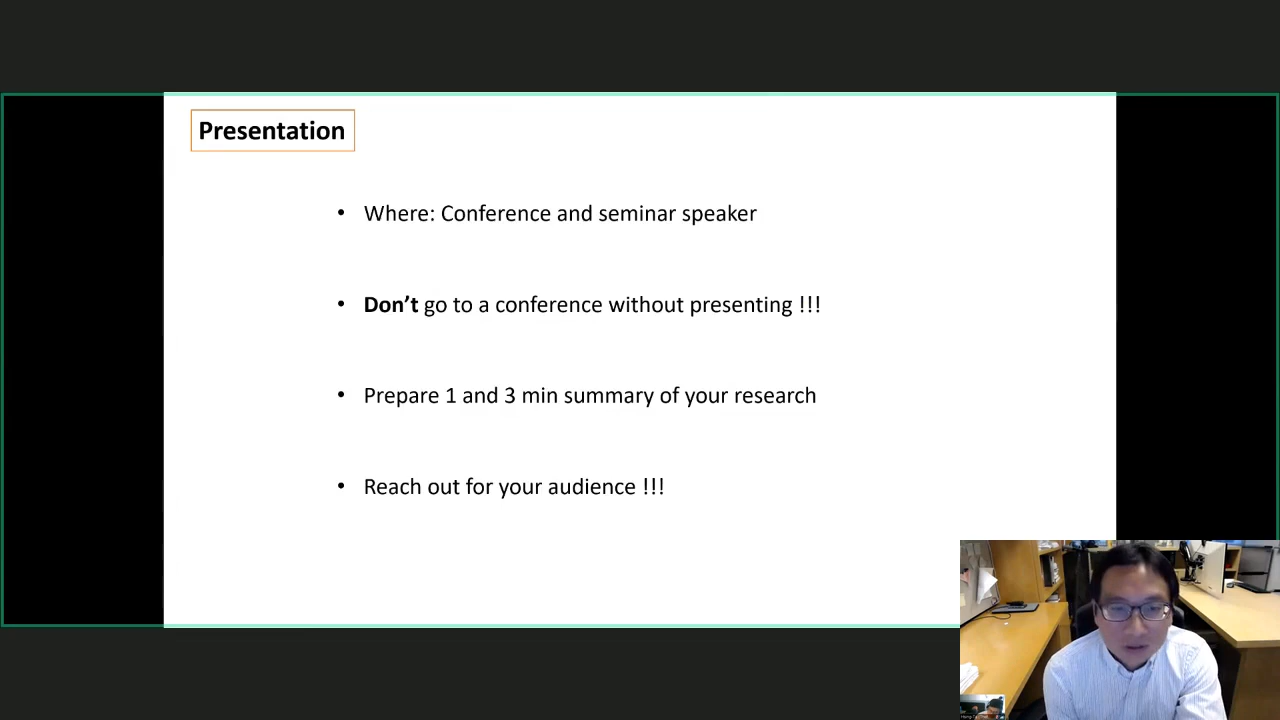 Presentation
• Where: Conference and seminar speaker
• Don’t go to a conference without presenting !!!
• Prepare 1 and 3 min summary of your research
• Reach out for your audience !!!